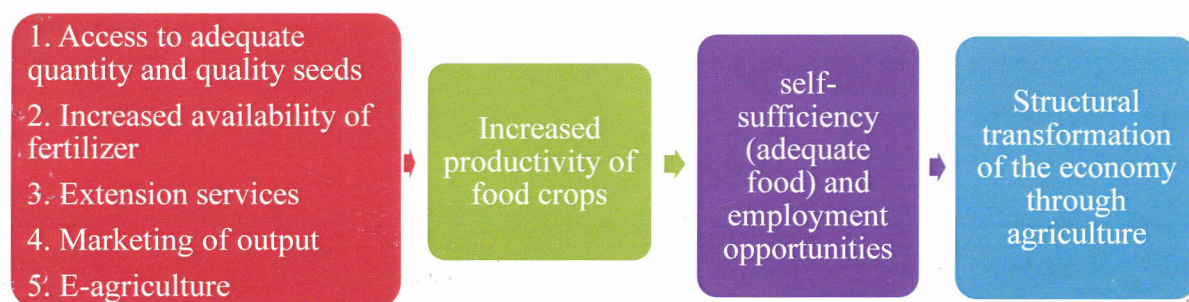 1. Access to adequate
quantity and quality seeds
2. Increased availability of
fertilizer
3. Extension services
4. Marketing of output
5. E-agriculture
Increased
productivity of
food crops
self-
sufficiency
(adequate
food) and
employment
opportunities
Structural
transformation
of the economy
through
agriculture